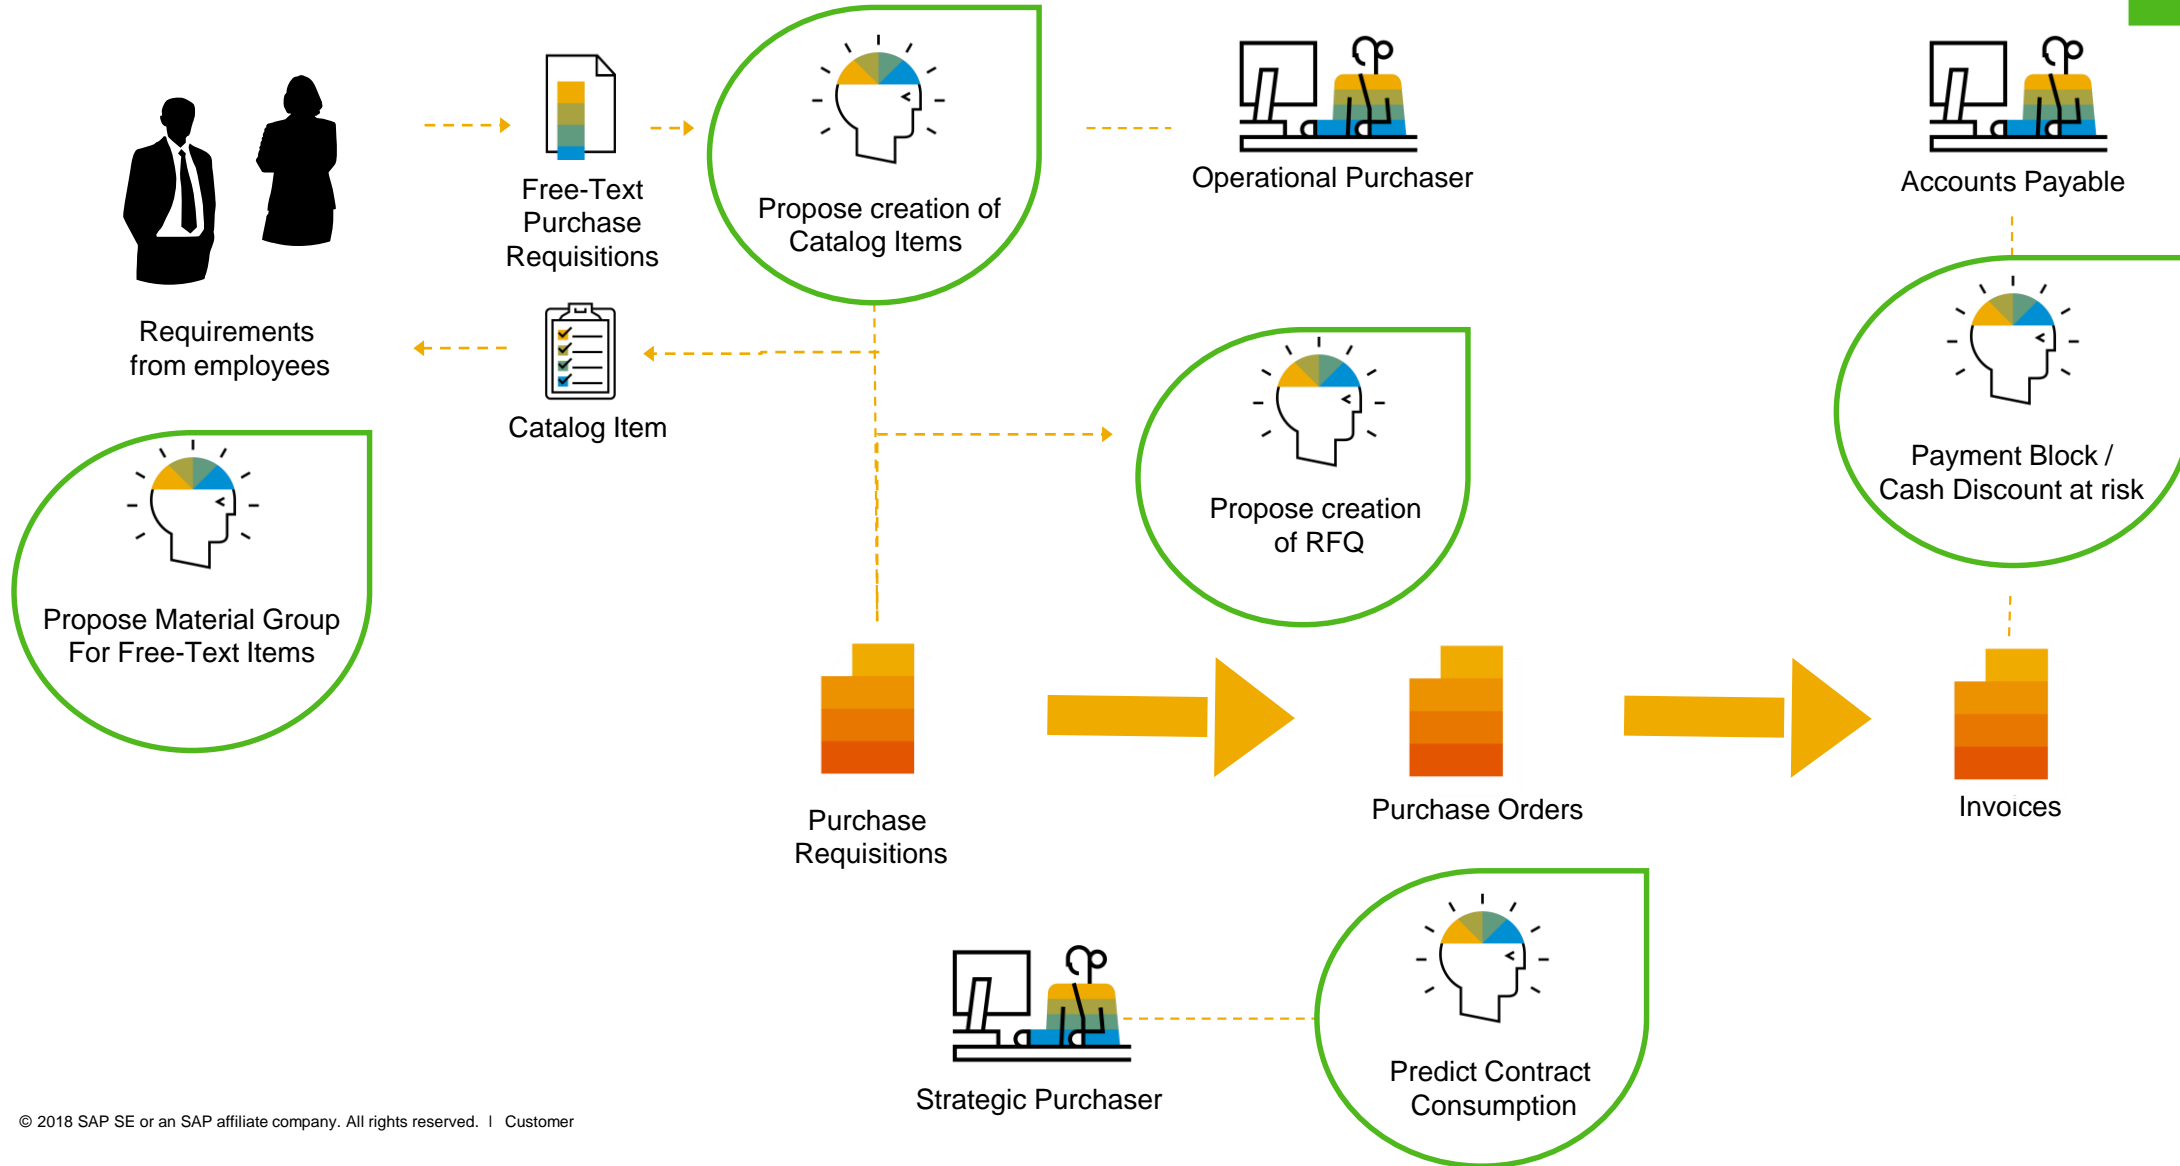 Free-Text
Purchase
Requisitions
Propose creation of
Catalog Items
Operational Purchaser
Accounts Payable
Requirements
from employees
Catalog Item
Propose creation
of RFQ
Payment Block /
Cash Discount at risk
Propose Material Group
For Free-Text Items
Purchase
Requisitions
Purchase Orders
Invoices
Strategic Purchaser
Predict Contract
Consumption
© 2018 SAP SE or an SAP affiliate company. All rights reserved. ǀ Customer